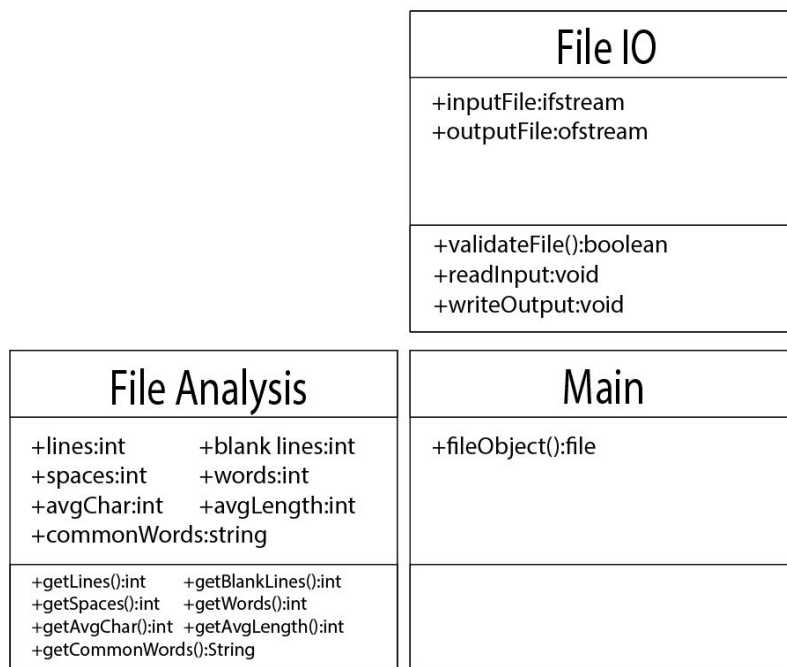 File IO
+inputFile:ifstream
+outputFile:ofstream
+validateFile():boolean
+readInput:void
+writeOutput:void
File Analysis
+lines:int +blank lines:int
+spaces:int +words:int
+avgChar:int +avgLength:int
+commonWords:string
+getLines():int +getBlankLines():int
+getSpaces():int +getWords():int
+getAvgChar():int +getAvgLength():int
+getCommonWords():String
Main
+fileObject():file